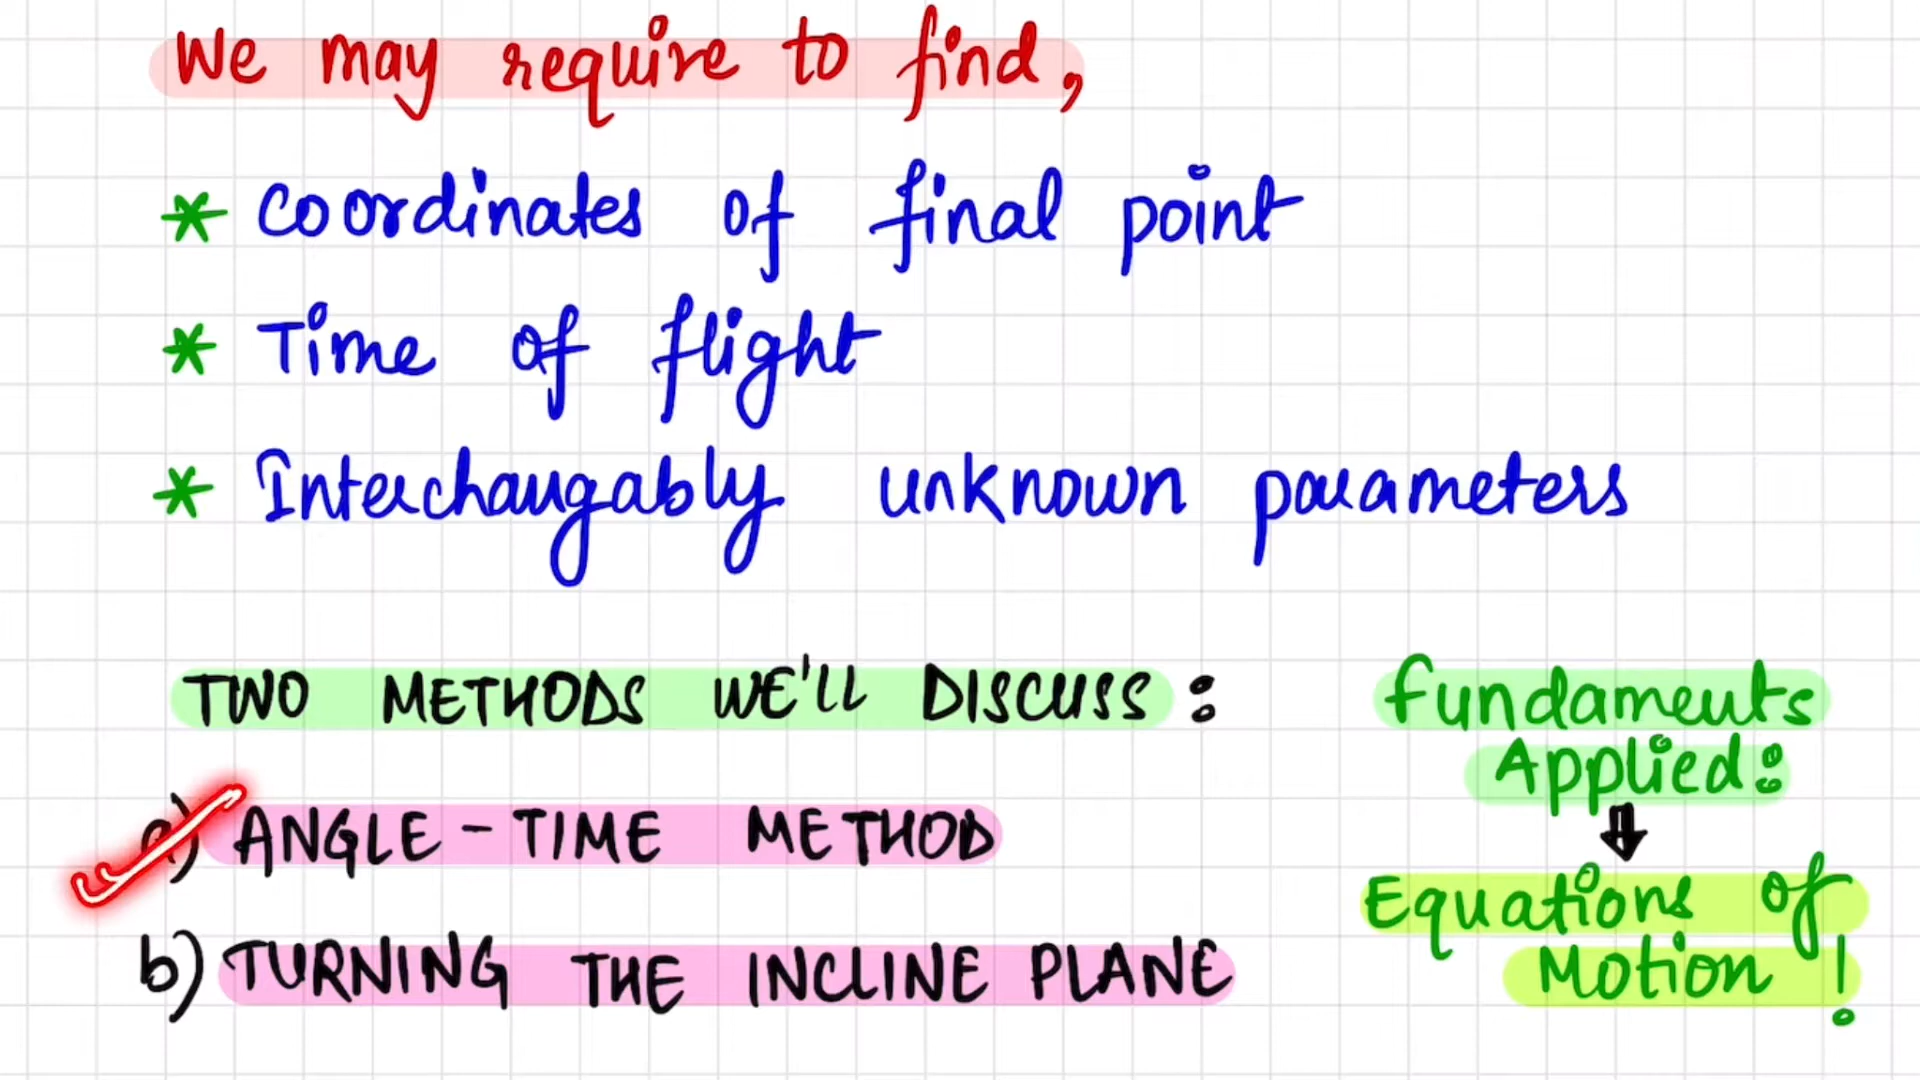 We may require to find,
* Coordinates of final point
* Time of flight
* Interchangably unknown parameters
TWO METHODS WE'LL DISCUSS :
a) ANGLE - TIME METHOD
b) TURNING THE INCLINE PLANE
Fundaments
Applied:
Equations of
Motion !